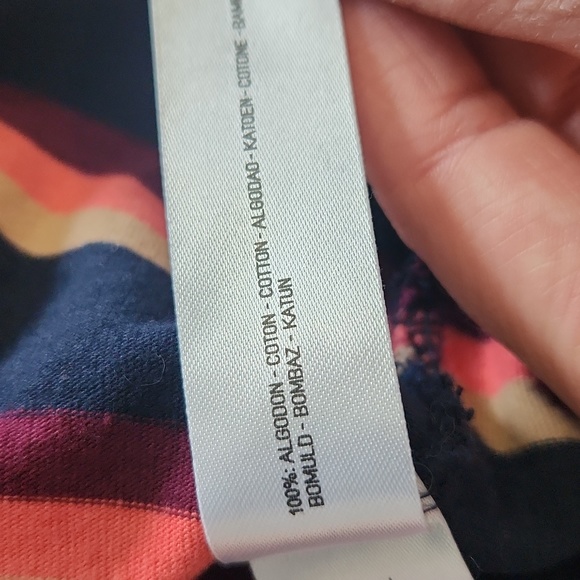 100%: ALGODON - COTON - COTTON - ALGODAO - KATOEN - COTONE -
BOMULD - BOMBAZ - KATUN